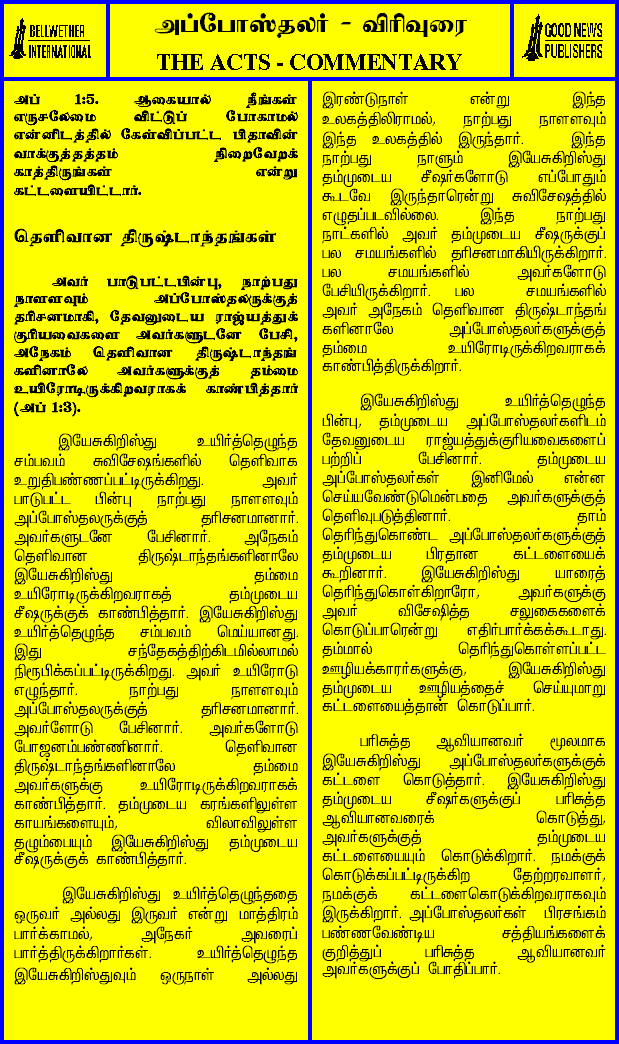 BELLWETHER
INTERNATIONAL
அப்போஸ்தலர் - விரிவுரை
THE ACTS - COMMENTARY
GOOD NEWS
PUBLISHERS
அப் 1:5. ஆகையால் நீங்கள்
எருசலேமை விட்டுப் போகாமல்
என்னிடத்தில் கேள்விப்பட்ட பிதாவின்
வாக்குத்தத்தம் நிறைவேறக்
காத்திருங்கள் என்று
கட்டளையிட்டார்.
தெளிவான திருஷ்டாந்தங்கள்
அவர் பாடுபட்டபின்பு, நாற்பது
நாளளவும் அப்போஸ்தலருக்குத்
தரிசனமாகி, தேவனுடைய ராஜ்யத்துக்
குரியவைகளை அவர்களுடனே பேசி,
அநேகம் தெளிவான திருஷ்டாந்தங்
களினாலே அவர்களுக்குத் தம்மை
உயிரோடிருக்கிறவராகக் காண்பித்தார்
(அப் 1:3).
இயேசுகிறிஸ்து உயிர்த்தெழுந்த
சம்பவம் சுவிசேஷங்களில் தெளிவாக
உறுதிபண்ணப்பட்டிருக்கிறது. அவர்
பாடுபட்ட பின்பு நாற்பது நாளளவும்
அப்போஸ்தலருக்குத் தரிசனமானார்.
அவர்களுடனே பேசினார். அநேகம்
தெளிவான திருஷ்டாந்தங்களினாலே
இயேசுகிறிஸ்து தம்மை
உயிரோடிருக்கிறவராகத் தம்முடைய
சீஷருக்குக் காண்பித்தார். இயேசுகிறிஸ்து
உயிர்த்தெழுந்த சம்பவம் மெய்யானது.
இது சந்தேகத்திற்கிடமில்லாமல்
நிரூபிக்கப்பட்டிருக்கிறது. அவர் உயிரோடு
எழுந்தார். நாற்பது நாளளவும்
அப்போஸ்தலருக்குத் தரிசனமானார்.
அவர்களோடு பேசினார். அவர்களோடு
போஜனம்பண்ணினார். தெளிவான
திருஷ்டாந்தங்களினாலே தம்மை
அவர்களுக்கு உயிரோடிருக்கிறவராகக்
காண்பித்தார். தம்முடைய கரங்களிலுள்ள
காயங்களையும், விலாவிலுள்ள
தழும்பையும் இயேசுகிறிஸ்து தம்முடைய
சீஷருக்குக் காண்பித்தார்.
இயேசுகிறிஸ்து உயிர்த்தெழுந்ததை
ஒருவர் அல்லது இருவர் என்று மாத்திரம்
பார்க்காமல், அநேகர் அவரைப்
பார்த்திருக்கிறார்கள். உயிர்த்தெழுந்த
இயேசுகிறிஸ்துவும் ஒருநாள் அல்லது
இரண்டுநாள் என்று இந்த
உலகத்திலிராமல், நாற்பது நாளளவும்
இந்த உலகத்தில் இருந்தார். இந்த
நாற்பது நாளும் இயேசுகிறிஸ்து
தம்முடைய சீஷர்களோடு எப்போதும்
கூடவே இருந்தாரென்று சுவிசேஷத்தில்
எழுதப்படவில்லை. இந்த நாற்பது
நாட்களில் அவர் தம்முடைய சீஷருக்குப்
பல சமயங்களில் தரிசனமாகியிருக்கிறார்.
பல சமயங்களில் அவர்களோடு
பேசியிருக்கிறார். பல சமயங்களில்
அவர் அநேகம் தெளிவான திருஷ்டாந்தங்
களினாலே அப்போஸ்தலர்களுக்குத்
தம்மை உயிரோடிருக்கிறவராகக்
காண்பித்திருக்கிறார்.
இயேசுகிறிஸ்து உயிர்த்தெழுந்த
பின்பு, தம்முடைய அப்போஸ்தலர்களிடம்
தேவனுடைய ராஜ்யத்துக்குரியவைகளைப்
பற்றிப் பேசினார். தம்முடைய
அப்போஸ்தலர்கள் இனிமேல் என்ன
செய்யவேண்டுமென்பதை அவர்களுக்குத்
தெளிவுபடுத்தினார். தாம்
தெரிந்துகொண்ட அப்போஸ்தலர்களுக்குத்
தம்முடைய பிரதான கட்டளையைக்
கூறினார். இயேசுகிறிஸ்து யாரைத்
தெரிந்துகொள்கிறாரோ, அவர்களுக்கு
அவர் விசேஷித்த சலுகைகளைக்
கொடுப்பாரென்று எதிர்பார்க்கக்கூடாது.
தம்மால் தெரிந்துகொள்ளப்பட்ட
ஊழியக்காரர்களுக்கு, இயேசுகிறிஸ்து
தம்முடைய ஊழியத்தைச் செய்யுமாறு
கட்டளையைத்தான் கொடுப்பார்.
பரிசுத்த ஆவியானவர் மூலமாக
இயேசுகிறிஸ்து அப்போஸ்தலர்களுக்குக்
கட்டளை கொடுத்தார். இயேசுகிறிஸ்து
தம்முடைய சீஷர்களுக்குப் பரிசுத்த
ஆவியானவரைக் கொடுத்து,
அவர்களுக்குத் தம்முடைய
கட்டளையையும் கொடுக்கிறார். நமக்குக்
கொடுக்கப்பட்டிருக்கிற தேற்றரவாளர்,
நமக்குக் கட்டளைகொடுக்கிறவராகவும்
இருக்கிறார். அப்போஸ்தலர்கள் பிரசங்கம்
பண்ணவேண்டிய சத்தியங்களைக்
குறித்துப் பரிசுத்த ஆவியானவர்
அவர்களுக்குப் போதிப்பார்.